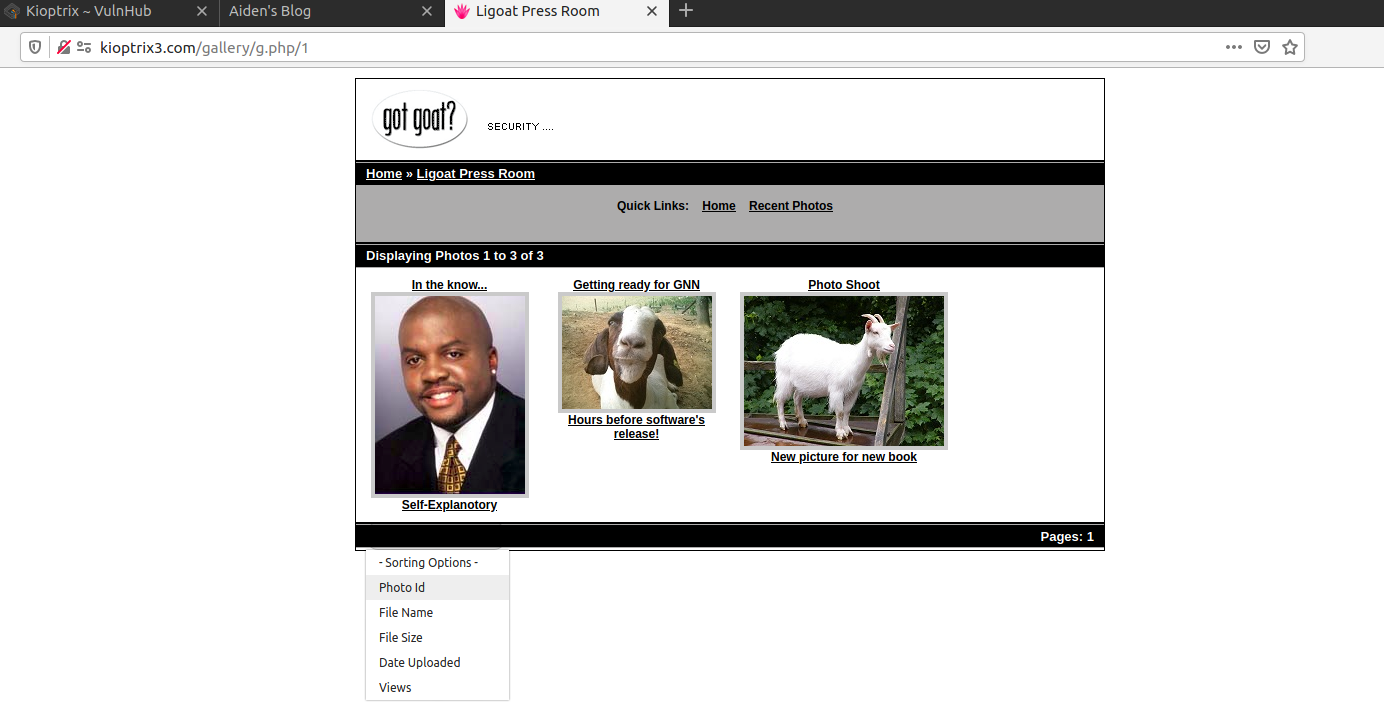 Kioptrix ~ VulnHub
Aiden's Blog
Ligoat Press Room
kioptrix3.com/gallery/g.php/1
got goat?
SECURITY ....
Home » Ligoat Press Room
Quick Links: Home Recent Photos
Displaying Photos 1 to 3 of 3
In the know...
Self-Explanotory
Getting ready for GNN
Hours before software's
release!
Photo Shoot
New picture for new book
Pages: 1
- Sorting Options -
Photo Id
File Name
File Size
Date Uploaded
Views